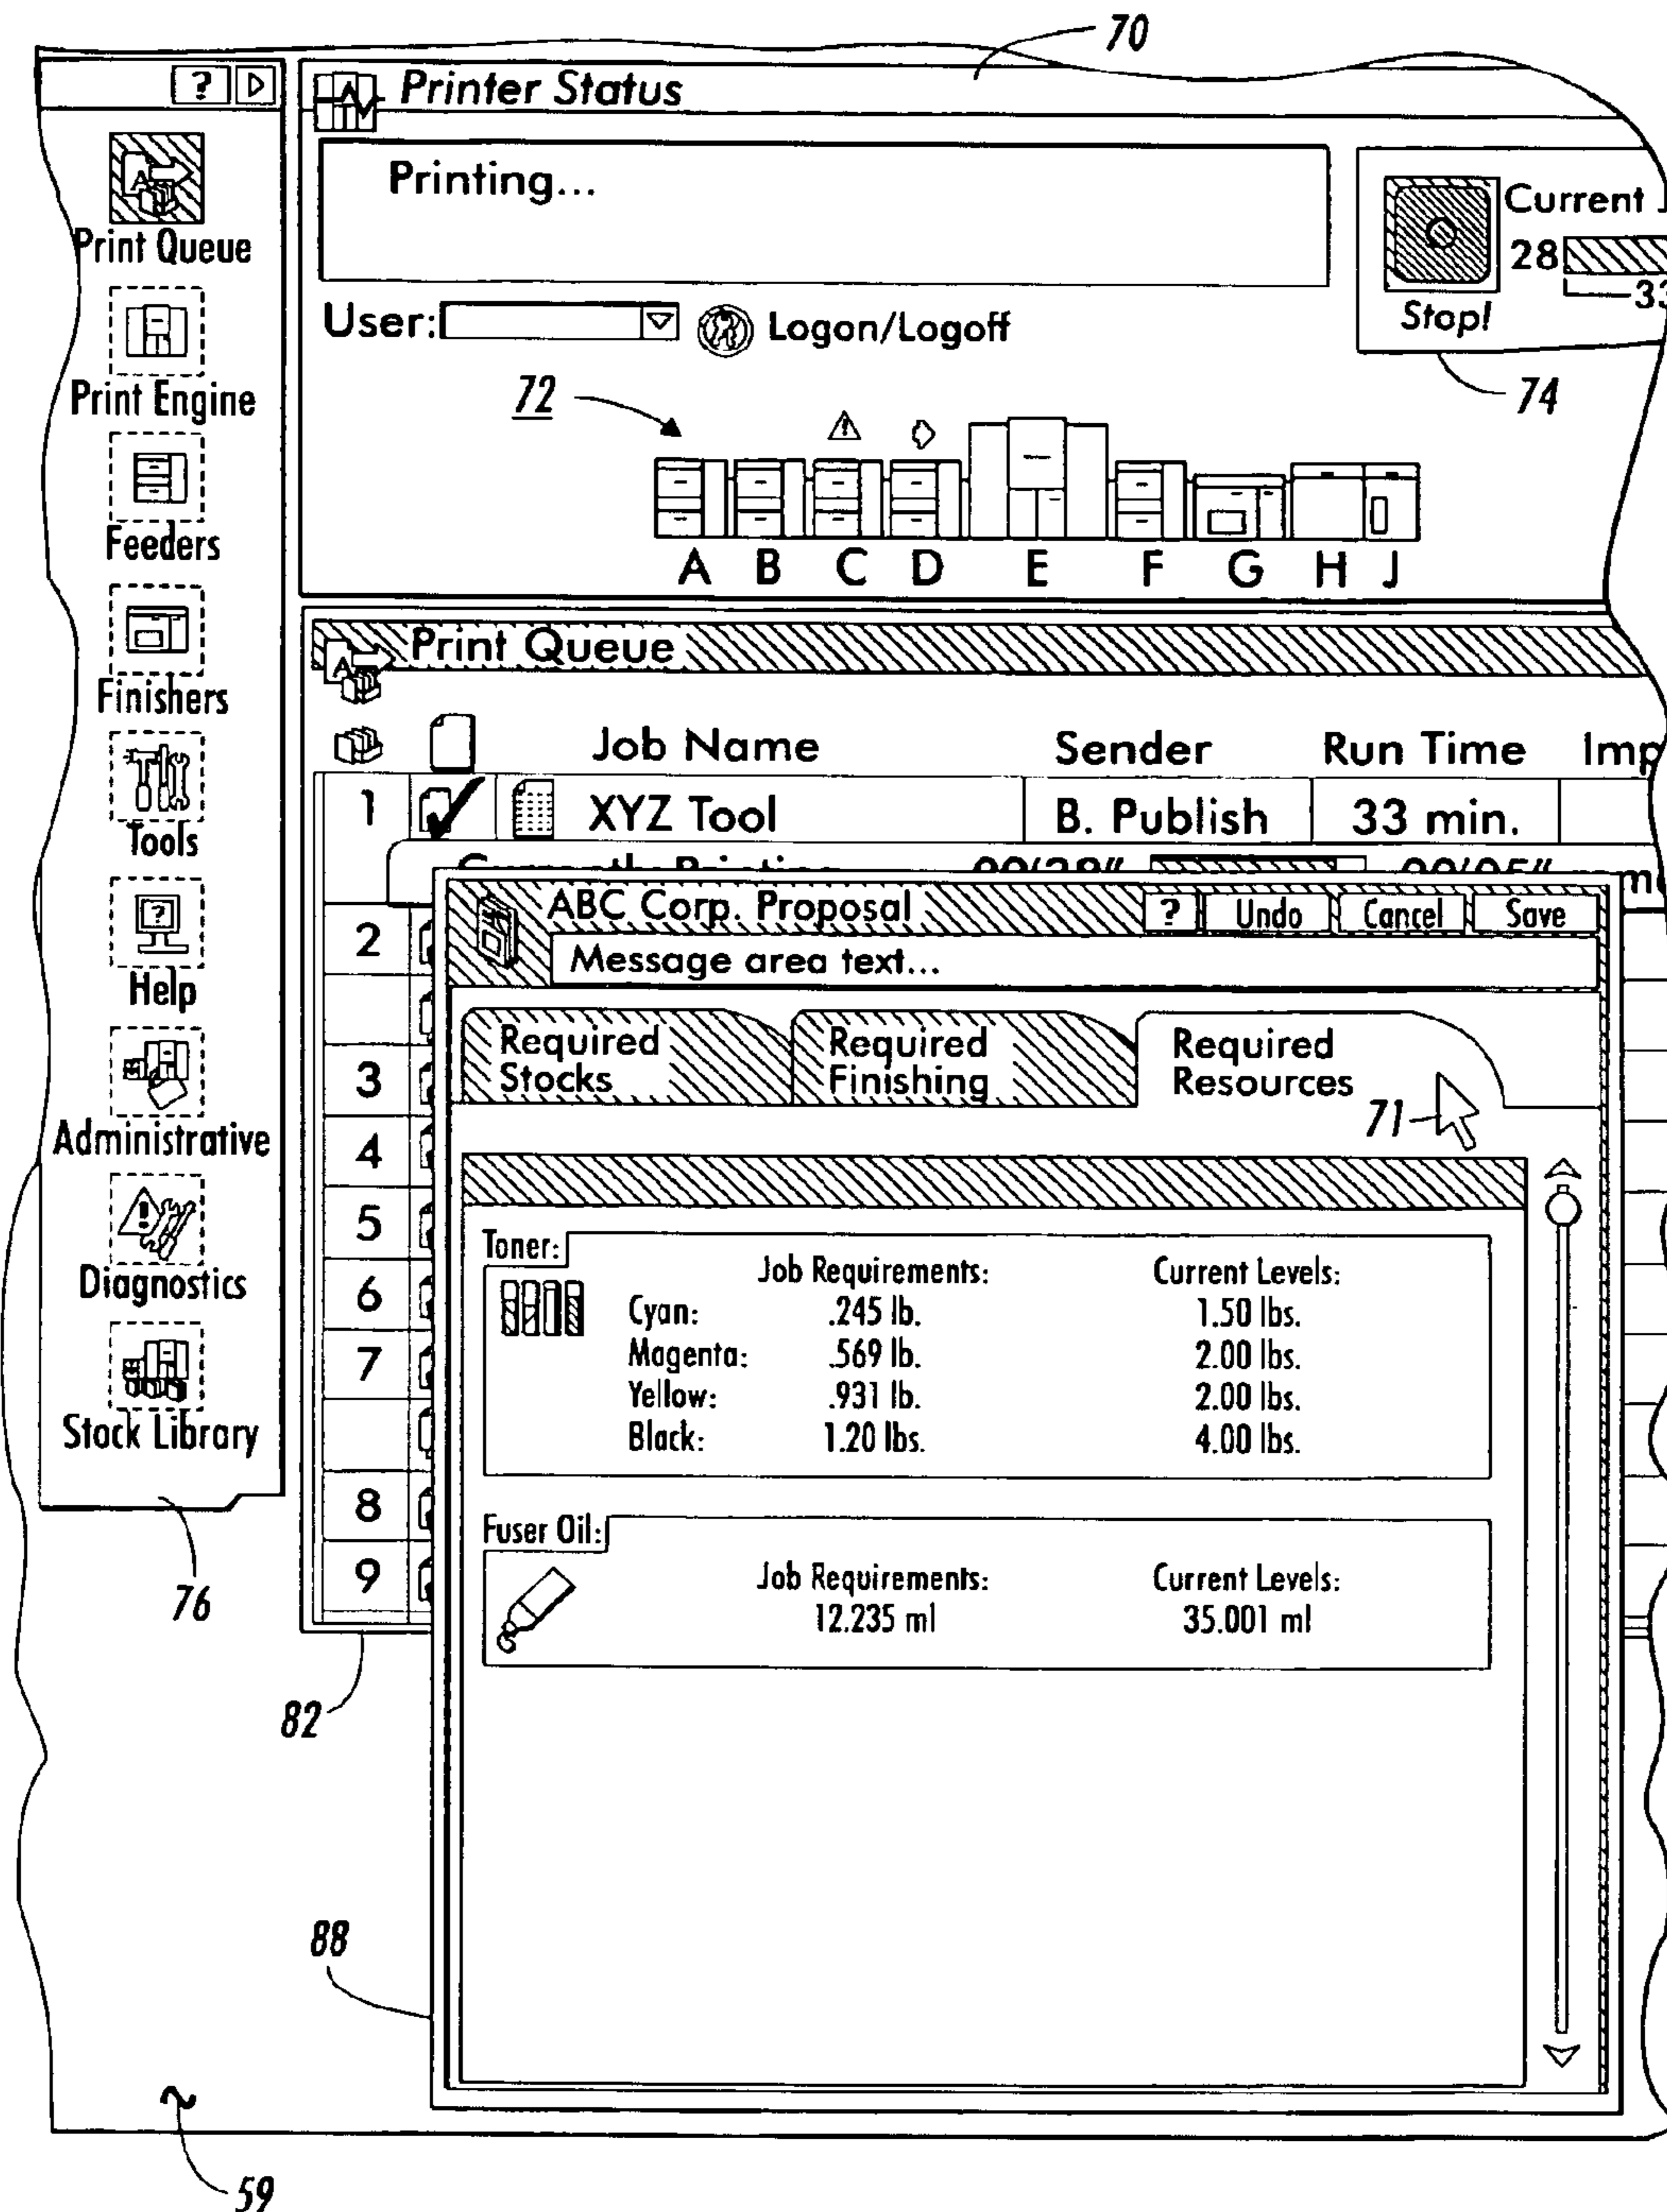 70
?
Printer Status
Printing...
Current
28
Stop!
User:
Logon/Logoff
74
72
A B C D E F G H J
Print Queue
Print Engine
Feeders
Finishers
Tools
Help
Administrative
Diagnostics
Stock Library
76
Print Queue
Job Name Sender Run Time
1 XYZ Tool B. Publish 33 min.
2
3
4
5
6
7
8
9
82
ABC Corp. Proposal ? Undo Cancel Save
Message area text...
Required Stocks
Required Finishing
Required Resources
71
Toner:
Job Requirements: Current Levels:
Cyan: .245 lb. 1.50 lbs.
Magenta: .569 lb. 2.00 lbs.
Yellow: .931 lb. 2.00 lbs.
Black: 1.20 lbs. 4.00 lbs.
Fuser Oil:
Job Requirements: Current Levels:
12.235 ml 35.001 ml
88
59